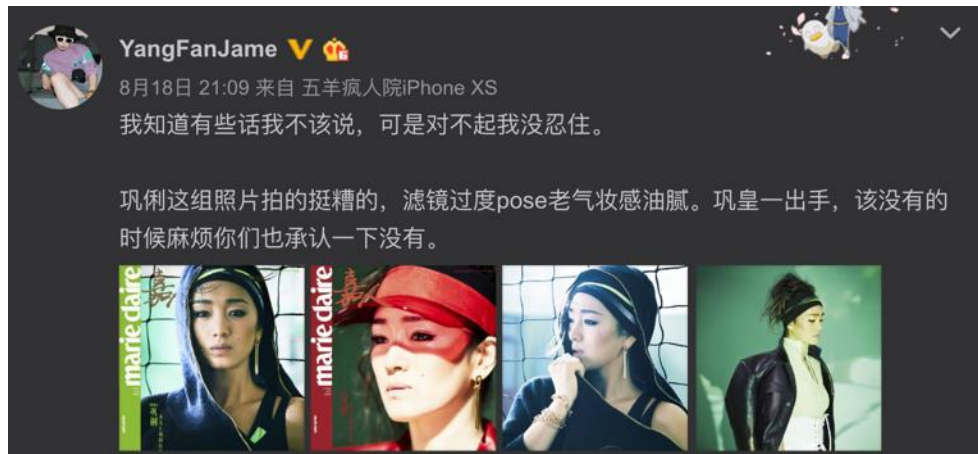 YangFanJame
8月18日 21:09 来自 五羊疯人院iPhone XS
我知道有些话我不该说，可是对不起我没忍住。
巩俐这组照片拍的挺糟的，滤镜过度pose老气妆感油腻。巩皇一出手，该没有的
时候麻烦你们也承认一下没有。
marie claire
嘉人
marie claire
嘉人